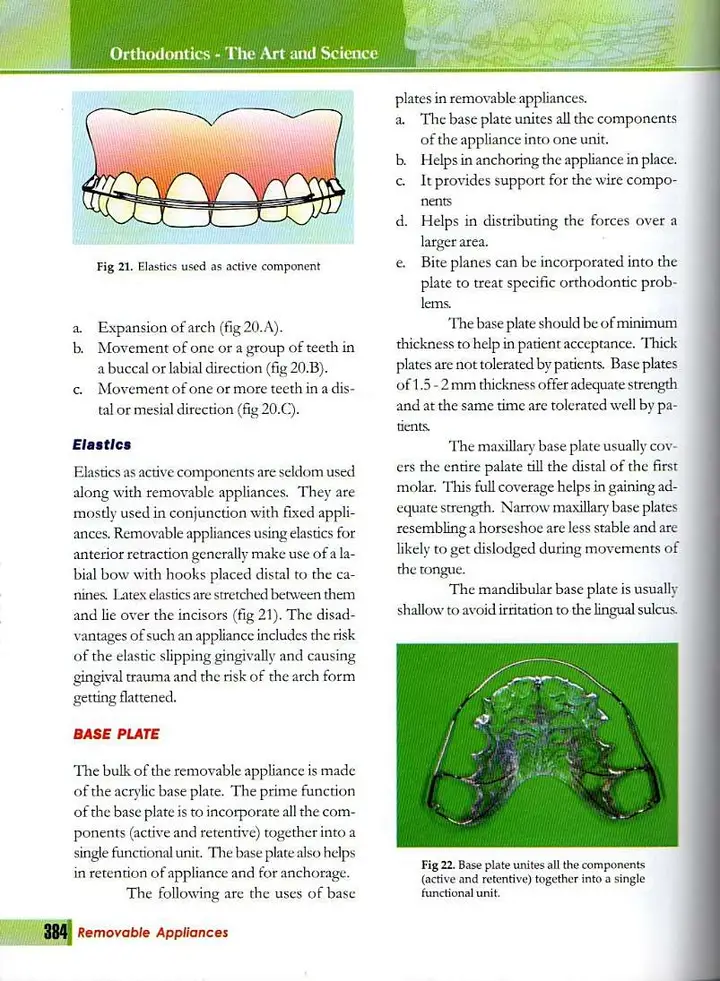 Orthodontics - The Art and Science
Fig 21. Elastics used as active component
a. Expansion of arch (fig 20.A).
b. Movement of one or a group of teeth in
a buccal or labial direction (fig 20.B).
c. Movement of one or more teeth in a dis-
tal or mesial direction (fig 20.C).
Elastics
Elastics as active components are seldom used
along with removable appliances. They are
mostly used in conjunction with fixed appli-
ances. Removable appliances using elastics for
anterior retraction generally make use of a la-
bial bow with hooks placed distal to the ca-
nines. Latex elastics are stretched between them
and lie over the incisors (fig 21). The disad-
vantages of such an appliance includes the risk
of the elastic slipping gingivally and causing
gingival trauma and the risk of the arch form
getting flattened.
BASE PLATE
The bulk of the removable appliance is made
of the acrylic base plate. The prime function
of the base plate is to incorporate all the com-
ponents (active and retentive) together into a
single functional unit. The base plate also helps
in retention of appliance and for anchorage.
The following are the uses of base
plates in removable appliances.
a. The base plate unites all the components
of the appliance into one unit.
b. Helps in anchoring the appliance in place.
c. It provides support for the wire compo-
nents
d. Helps in distributing the forces over a
larger area.
e. Bite planes can be incorporated into the
plate to treat specific orthodontic prob-
lems.
The base plate should be of minimum
thickness to help in patient acceptance. Thick
plates are not tolerated by patients. Base plates
of 1.5 - 2 mm thickness offer adequate strength
and at the same time are tolerated well by pa-
tients.
The maxillary base plate usually cov-
ers the entire palate till the distal of the first
molar. This full coverage helps in gaining ad-
equate strength. Narrow maxillary base plates
resembling a horseshoe are less stable and are
likely to get dislodged during movements of
the tongue.
The mandibular base plate is usually
shallow to avoid irritation to the lingual sulcus.
Fig 22. Base plate unites all the components
(active and retentive) together into a single
functional unit.
384 Removable Appliances